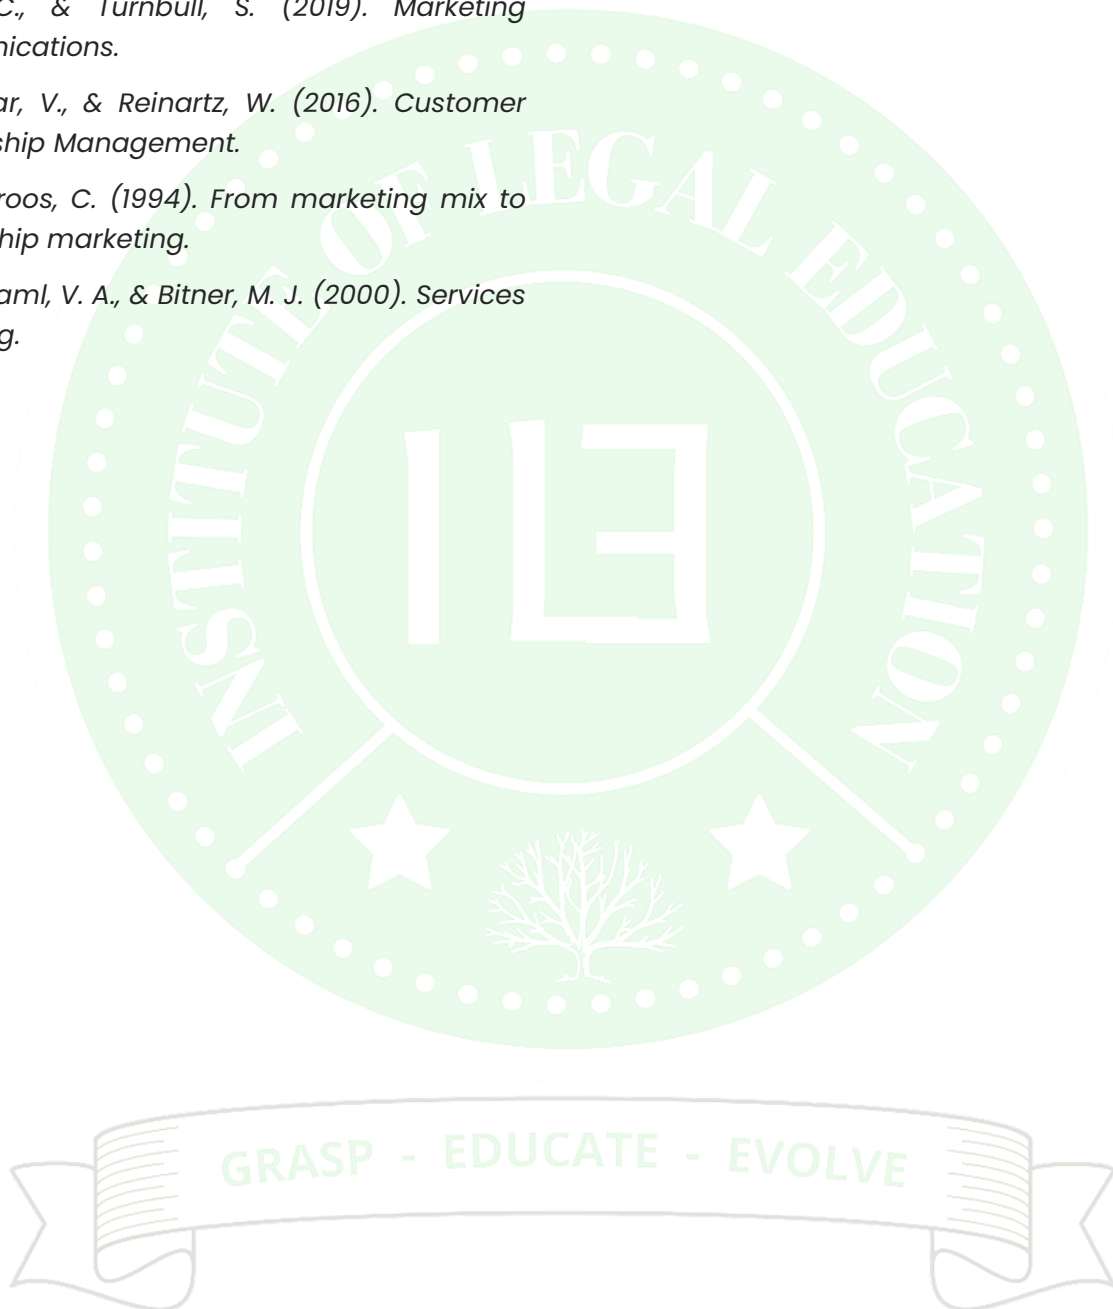 C., & Turnbull, S. (2019). Marketing
nications.
ar, V., & Reinartz, W. (2016). Customer
ship Management.
roos, C. (1994). From marketing mix to
hip marketing.
aml, V. A., & Bitner, M. J. (2000). Services
g.
INSTITUTE OF LEGAL EDUCATION
ILE
GRASP - EDUCATE - EVOLVE